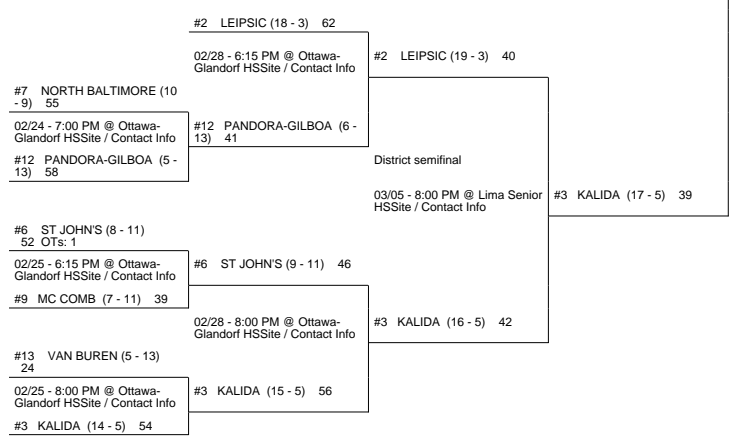 #2 LEIPSIC (18 - 3) 62
02/28 - 6:15 PM @ Ottawa-
Glandorf HSSite / Contact Info
#2 LEIPSIC (19 - 3) 40
#7 NORTH BALTIMORE (10
- 9) 55
02/24 - 7:00 PM @ Ottawa-
Glandorf HSSite / Contact Info
#12 PANDORA-GILBOA (6 -
13) 41
#12 PANDORA-GILBOA (5 -
13) 58
District semifinal
03/05 - 8:00 PM @ Lima Senior
HSSite / Contact Info
#3 KALIDA (17 - 5) 39
#6 ST JOHN'S (8 - 11)
52 OTs: 1
02/25 - 6:15 PM @ Ottawa-
Glandorf HSSite / Contact Info
#6 ST JOHN'S (9 - 11) 46
#9 MC COMB (7 - 11) 39
02/28 - 8:00 PM @ Ottawa-
Glandorf HSSite / Contact Info
#3 KALIDA (16 - 5) 42
#13 VAN BUREN (5 - 13)
24
02/25 - 8:00 PM @ Ottawa-
Glandorf HSSite / Contact Info
#3 KALIDA (15 - 5) 56
#3 KALIDA (14 - 5) 54